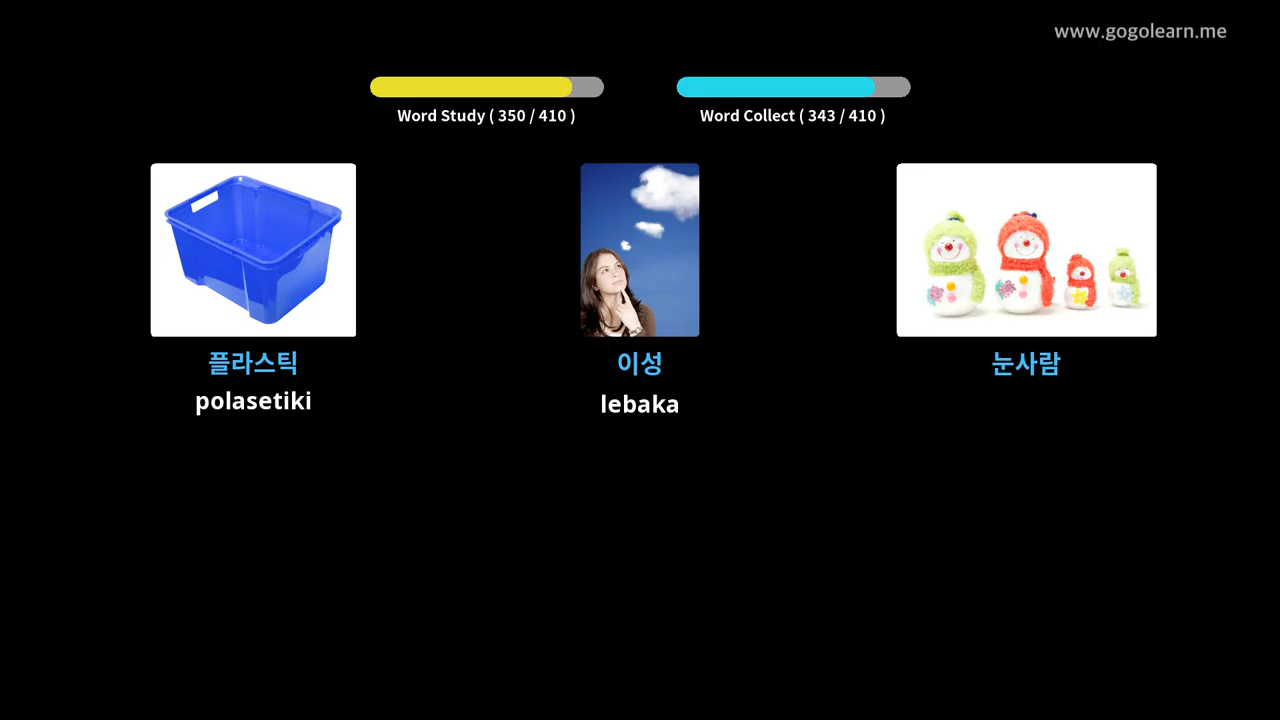 www.gogolearn.me
Word Study ( 350 / 410 )
Word Collect ( 343 / 410 )
플라스틱
이성
눈사람
polasetiki
lebaka